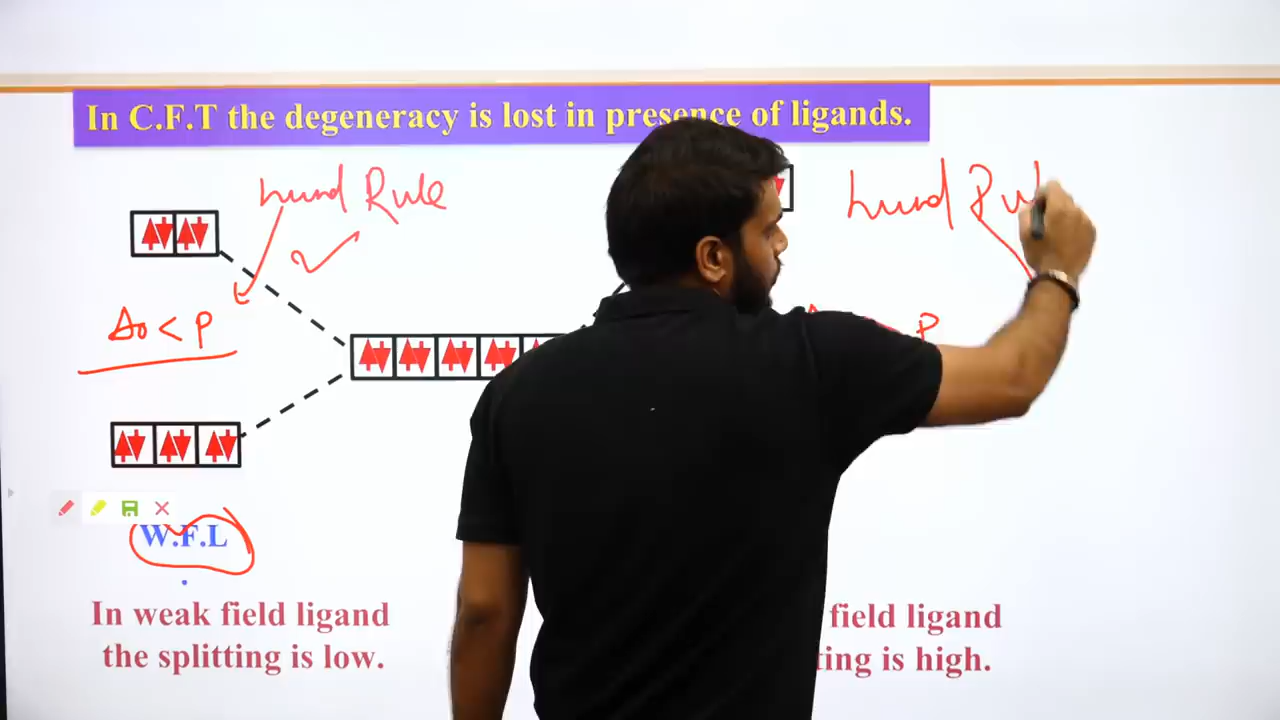 In C.F.T the degeneracy is lost in presence of ligands.
Hund Rule
Hund Rul
Δo < P
P
W.F.L
In weak field ligand
the splitting is low.
field ligand
ting is high.